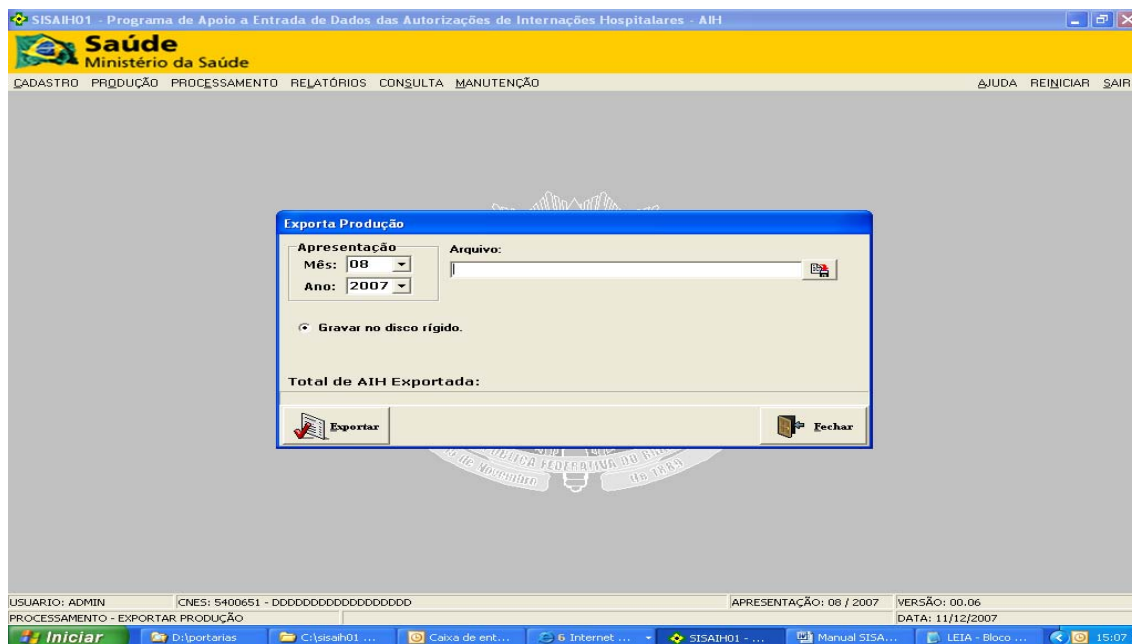 SISAIH01 - Programa de Apoio a Entrada de Dados das Autorizações de Internações Hospitalares - AIH
Saúde
Ministério da Saúde
CADASTRO PRODUÇÃO PROCESSAMENTO RELATÓRIOS CONSULTA MANUTENÇÃO AJUDA REINICIAR SAIR
Exporta Produção
Apresentação
Arquivo:
Mês: 08
Ano: 2007
Gravar no disco rígido.
Total de AIH Exportada:
Exportar
Fechar
USUARIO: ADMIN CNES: 5400651 - DDDDDDDDDDDDDDDDDD APRESENTAÇÃO: 08 / 2007 VERSÃO: 00.06
PROCESSAMENTO - EXPORTAR PRODUÇÃO DATA: 11/12/2007
Iniciar D:\portarias C:\sisaih01 ... Caixa de ent... 6 Internet ... SISAIH01 - ... Manual SISA... LEIA - Bloco ... 15:07